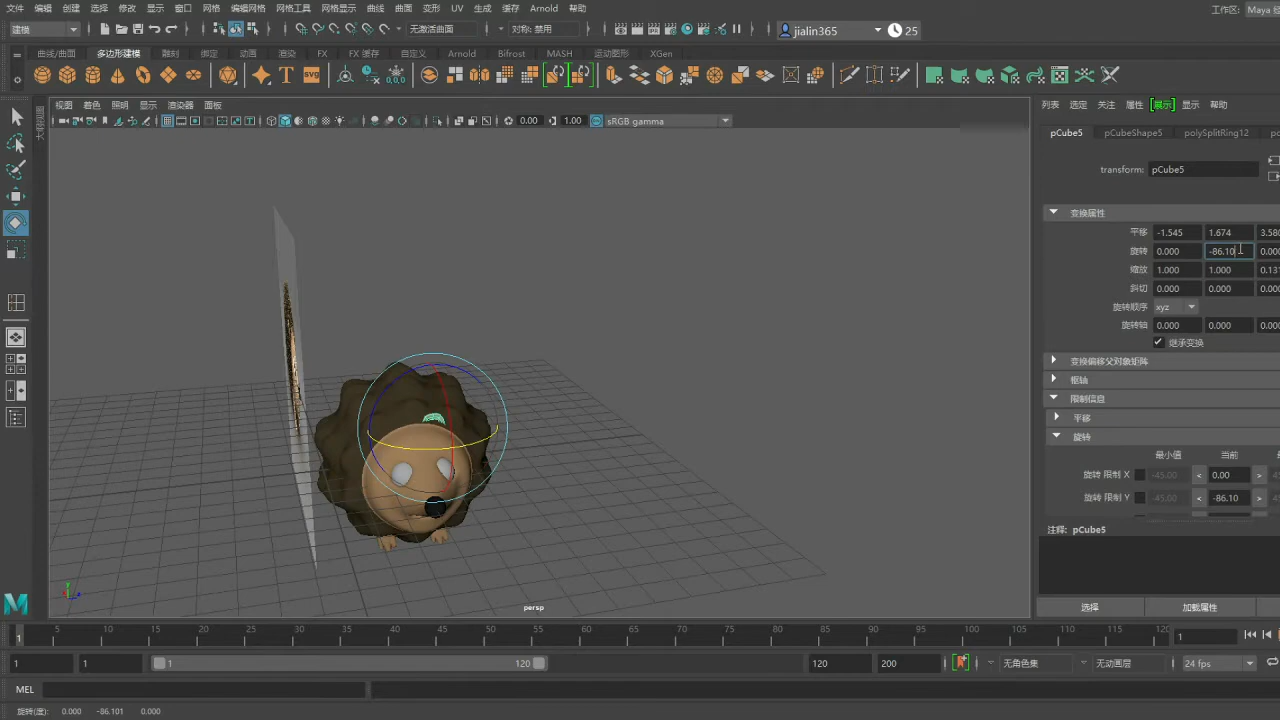 文件 编辑 创建 选择 修改 显示 窗口 网格 编辑网格 网格工具 网格显示 曲线 曲面 变形 UV 生成 缓存 Arnold 帮助 工作区: Maya
建模 无激活曲面 对称: 禁用 jialin365 25
曲线/曲面 多边形建模 雕刻 绑定 动画 渲染 FX FX 缓存 自定义 Arnold Bifrost MASH 运动图形 XGen
视图 着色 照明 显示 渲染器 面板
0.00 1.00 sRGB gamma
列表 选定 关注 属性 展示 显示 帮助
pCube5 pCubeShape5 polySplitRing12
transform: pCube5
变换属性
平移 -1.545 1.674 3.580
旋转 0.000 -86.10 0.000
缩放 1.000 1.000 0.13
斜切 0.000 0.000 0.000
旋转顺序 xyz
旋转轴 0.000 0.000 0.000
继承变换
变换偏移父对象矩阵
枢轴
限制信息
平移
旋转
最小值 当前
旋转 限制 X -45.00 < 0.00 >
旋转 限制 Y -45.00 < -86.10 >
注释: pCube5
persp
选择 加载属性
1 5 10 15 20 25 30 35 40 45 50 55 60 65 70 75 80 85 90 95 100 105 110 115 120 1
1 1 1 120 120 200 无角色集 无动画层 24 fps
MEL
旋转(度): 0.000 -86.101 0.000